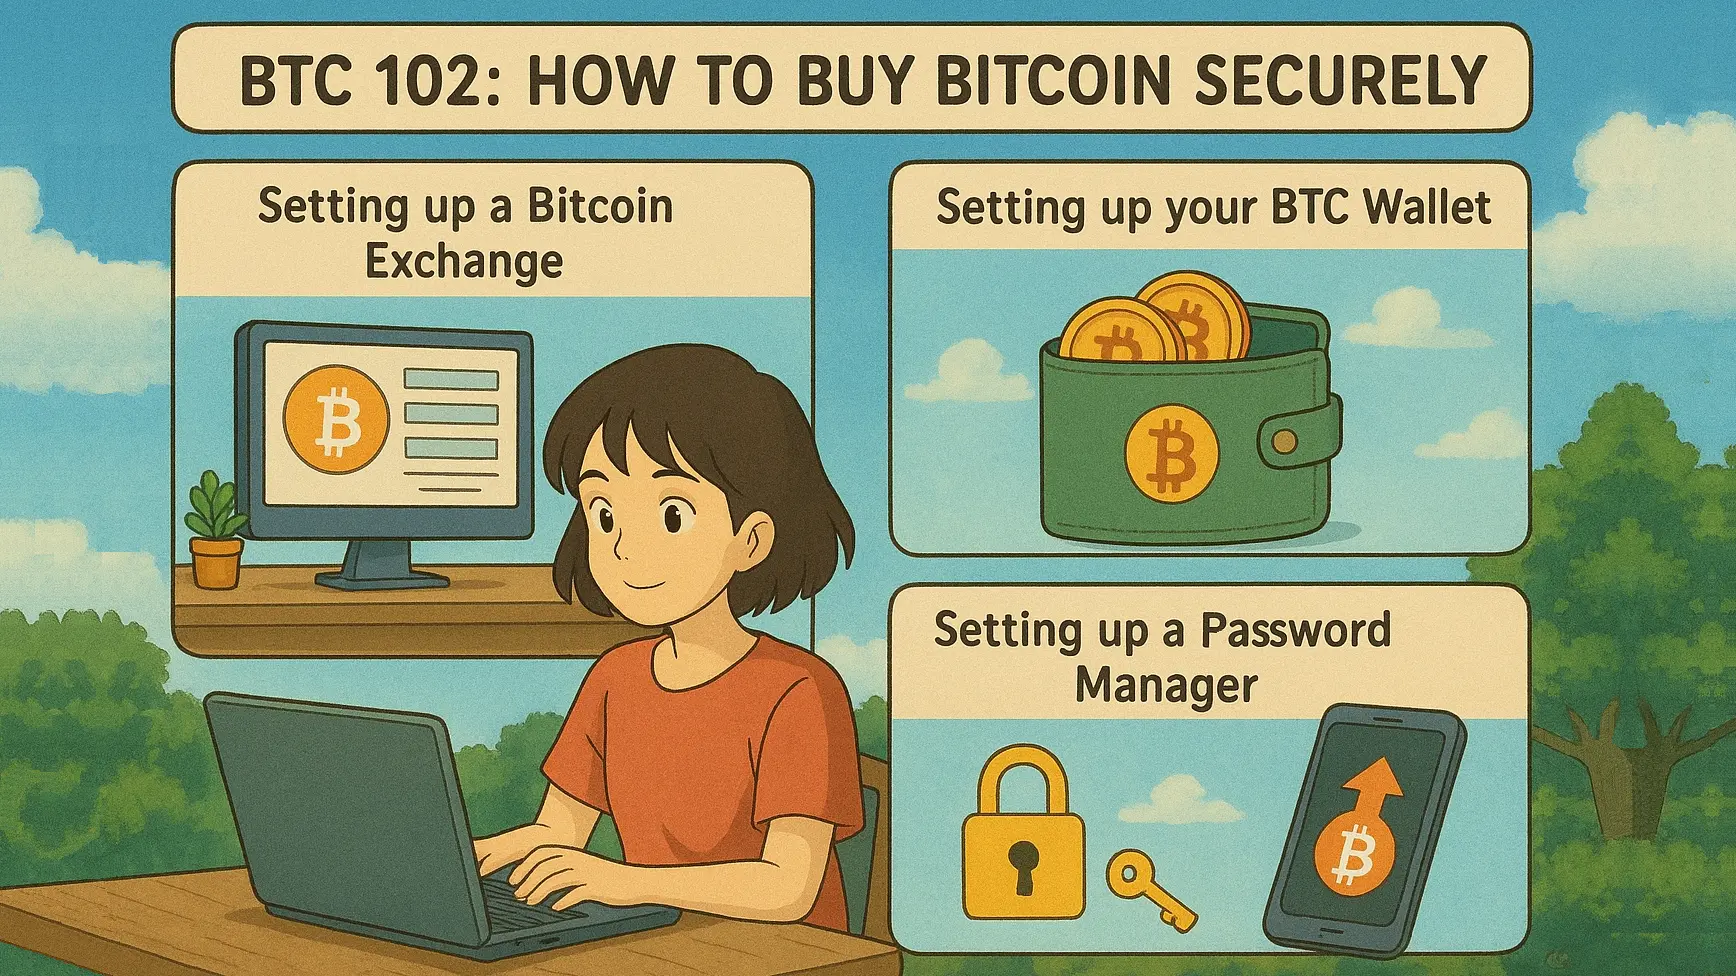 BTC 102: HOW TO BUY BITCOIN SECURELY
Setting up a Bitcoin
Exchange
Setting up your BTC Wallet
Setting up a Password
Manager